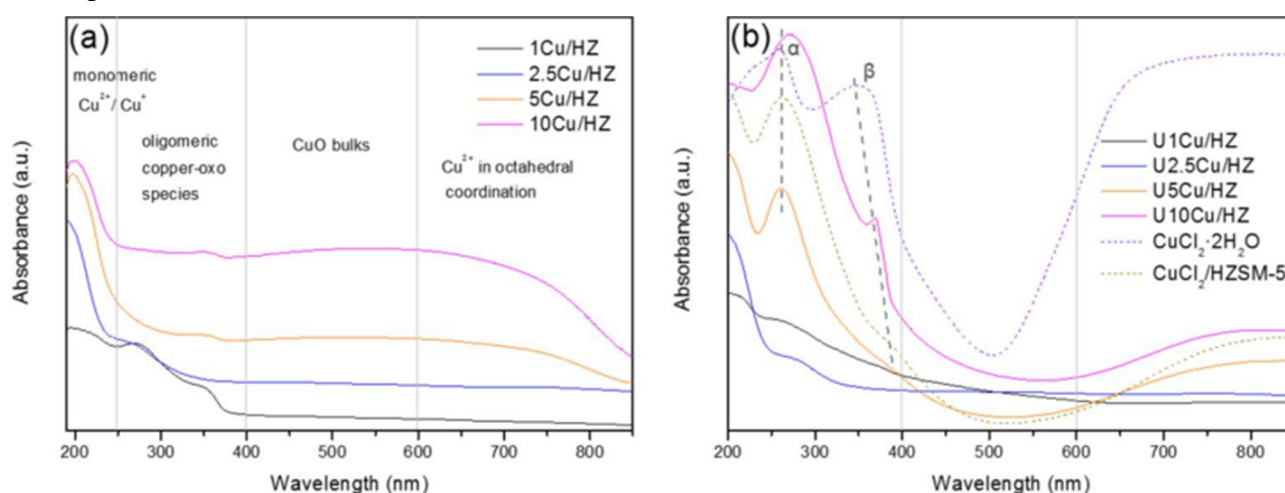 (a)
1Cu/HZ
2.5Cu/HZ
5Cu/HZ
10Cu/HZ
monomeric
Cu²⁺/ Cu⁺
oligomeric
copper-oxo
species
CuO bulks
Cu²⁺ in octahedral
coordination
Absorbance (a.u.)
200 300 400 500 600 700 800
Wavelength (nm)
(b)
α
β
U1Cu/HZ
U2.5Cu/HZ
U5Cu/HZ
U10Cu/HZ
CuCl₂·2H₂O
CuCl₂/HZSM-5
Absorbance (a.u.)
200 300 400 500 600 700 800
Wavelength (nm)